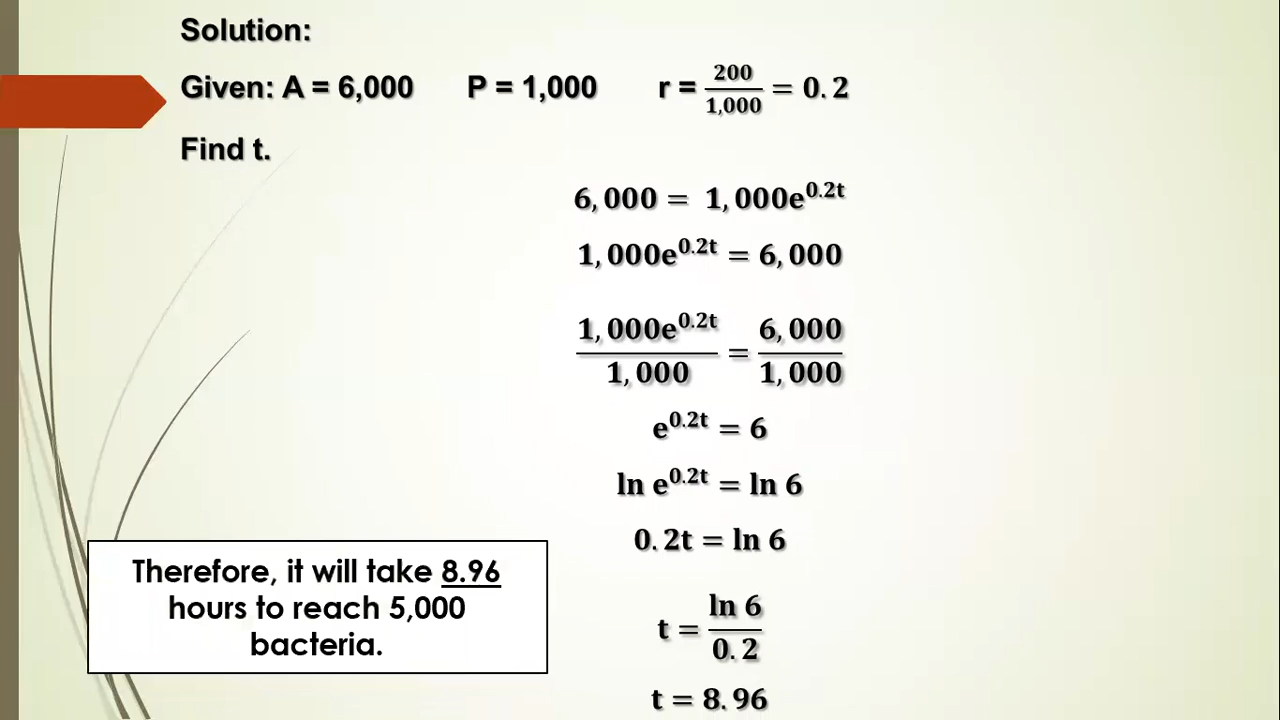 Solution:
Given: A = 6,000 P = 1,000 r = 200/1,000 = 0.2
Find t.
6,000 = 1,000e^0.2t
1,000e^0.2t = 6,000
1,000e^0.2t/1,000 = 6,000/1,000
e^0.2t = 6
ln e^0.2t = ln 6
0.2t = ln 6
t = ln 6/0.2
t = 8.96
Therefore, it will take 8.96
hours to reach 5,000
bacteria.